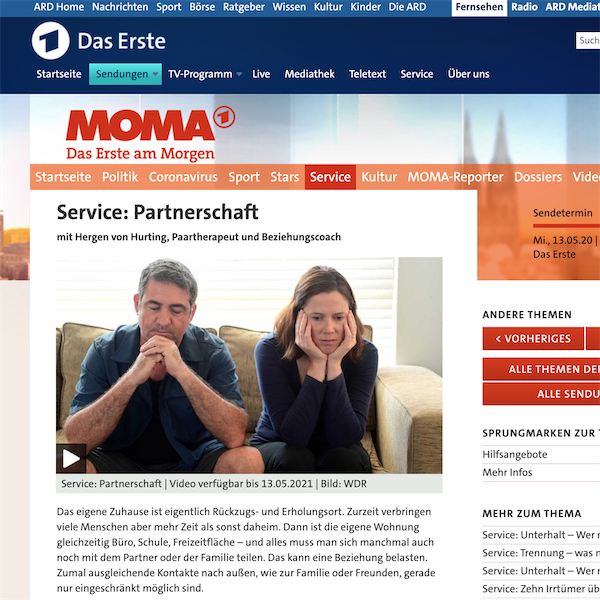 ARD Home Nachrichten Sport Börse Ratgeber Wissen Kultur Kinder Die ARD Fernsehen Radio ARD Mediat
Das Erste
Such
Startseite Sendungen TV-Programm Live Mediathek Teletext Service Über uns
MOMA
Das Erste am Morgen
Startseite Politik Coronavirus Sport Stars Service Kultur MOMA-Reporter Dossiers Vide
Service: Partnerschaft
mit Hergen von Hurting, Paartherapeut und Beziehungscoach
Service: Partnerschaft | Video verfügbar bis 13.05.2021 | Bild: WDR
Das eigene Zuhause ist eigentlich Rückzugs- und Erholungsort. Zurzeit verbringen
viele Menschen aber mehr Zeit als sonst daheim. Dann ist die eigene Wohnung
gleichzeitig Büro, Schule, Freizeitfläche – und alles muss man sich manchmal auch
noch mit dem Partner oder der Familie teilen. Das kann eine Beziehung belasten.
Zumal ausgleichende Kontakte nach außen, wie zur Familie oder Freunden, gerade
nur eingeschränkt möglich sind.
Sendetermin
Mi., 13.05.20 |
Das Erste
ANDERE THEMEN
< VORHERIGES
ALLE THEMEN DER
ALLE SENDU
SPRUNGMARKEN ZUR T
Hilfsangebote
Mehr Infos
MEHR ZUM THEMA
Service: Unterhalt – Wer m
Service: Trennung – was n
Service: Unterhalt – Wer m
Service: Zehn Irrtümer üb